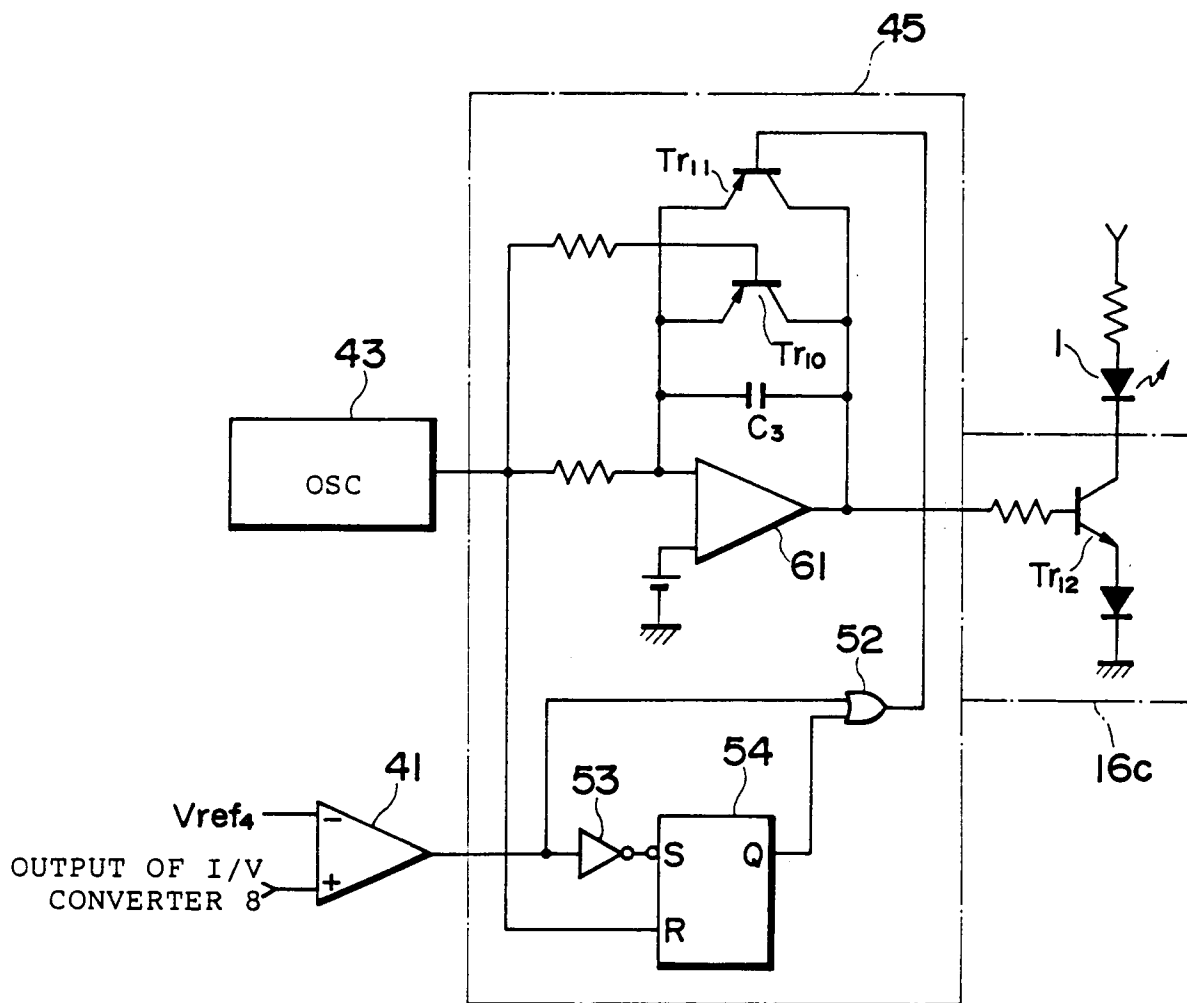 45
Tr11
Tr10
43
1
C3
OSC
61
Tr12
52
54
16c
41
53
Vref4
−
S
Q
OUTPUT OF I/V
CONVERTER 8
+
R